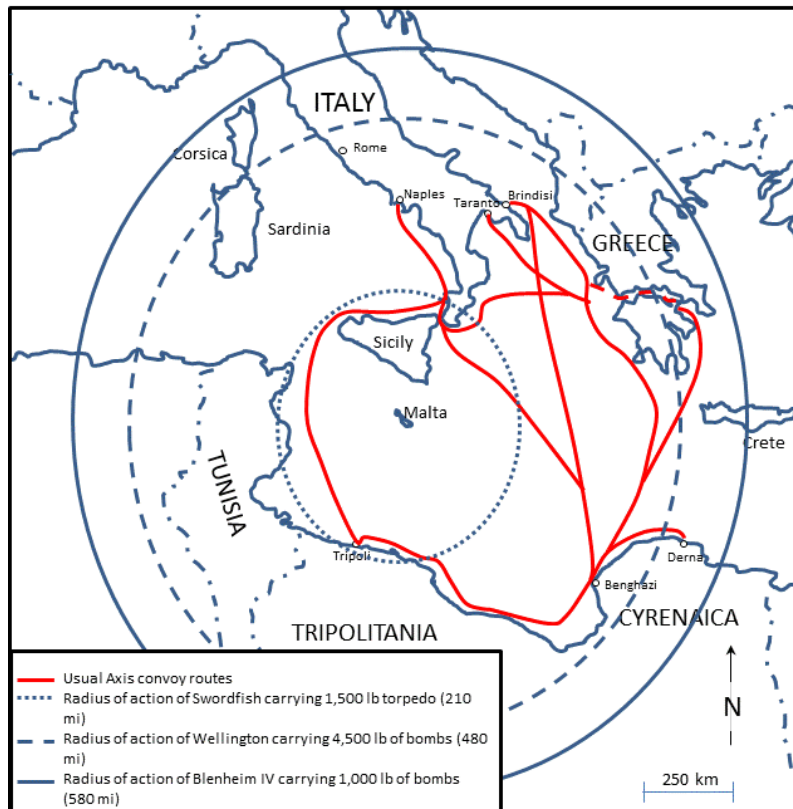 ITALY
Corsica
Rome
Naples
Brindisi
Taranto
Sardinia
GREECE
Sicily
Malta
Crete
TUNISIA
Tripoli
Derna
Benghazi
CYRENAICA
TRIPOLITANIA
N
Usual Axis convoy routes
Radius of action of Swordfish carrying 1,500 lb torpedo (210
mi)
Radius of action of Wellington carrying 4,500 lb of bombs (480
mi)
Radius of action of Blenheim IV carrying 1,000 lb of bombs
(580 mi)
250 km